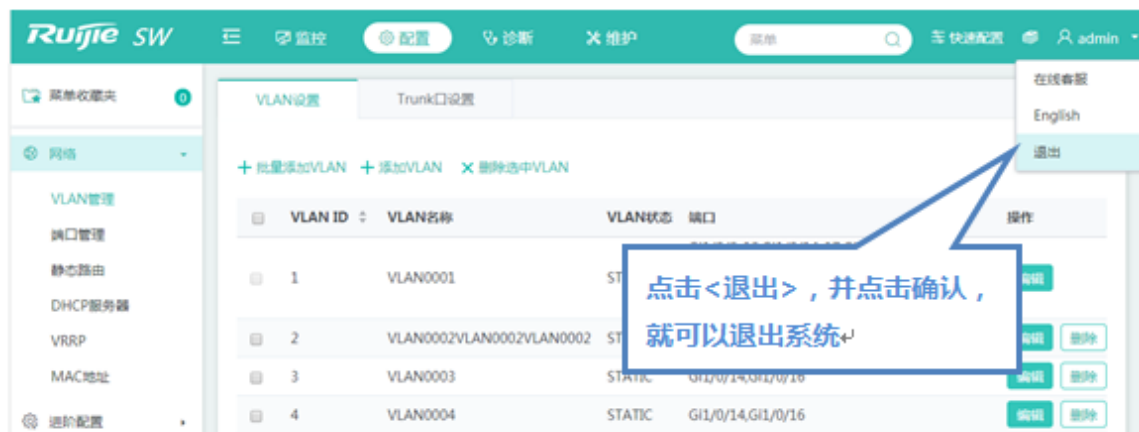 Ruijie SW
监控
配置
诊断
维护
菜单
快速配置
admin
在线客服
English
退出
菜单收藏夹 0
网络
VLAN管理
端口管理
静态路由
DHCP服务器
VRRP
MAC地址
进阶配置
VLAN设置 Trunk口设置
批量添加VLAN 添加VLAN 删除选中VLAN
VLAN ID VLAN名称 VLAN状态 端口 操作
1 VLAN0001 ST 编辑
2 VLAN0002VLAN0002VLAN0002 ST 编辑 删除
3 VLAN0003 STATIC Gi1/0/14,Gi1/0/16 编辑 删除
4 VLAN0004 STATIC Gi1/0/14,Gi1/0/16 编辑 删除
点击<退出>，并点击确认，
就可以退出系统↵